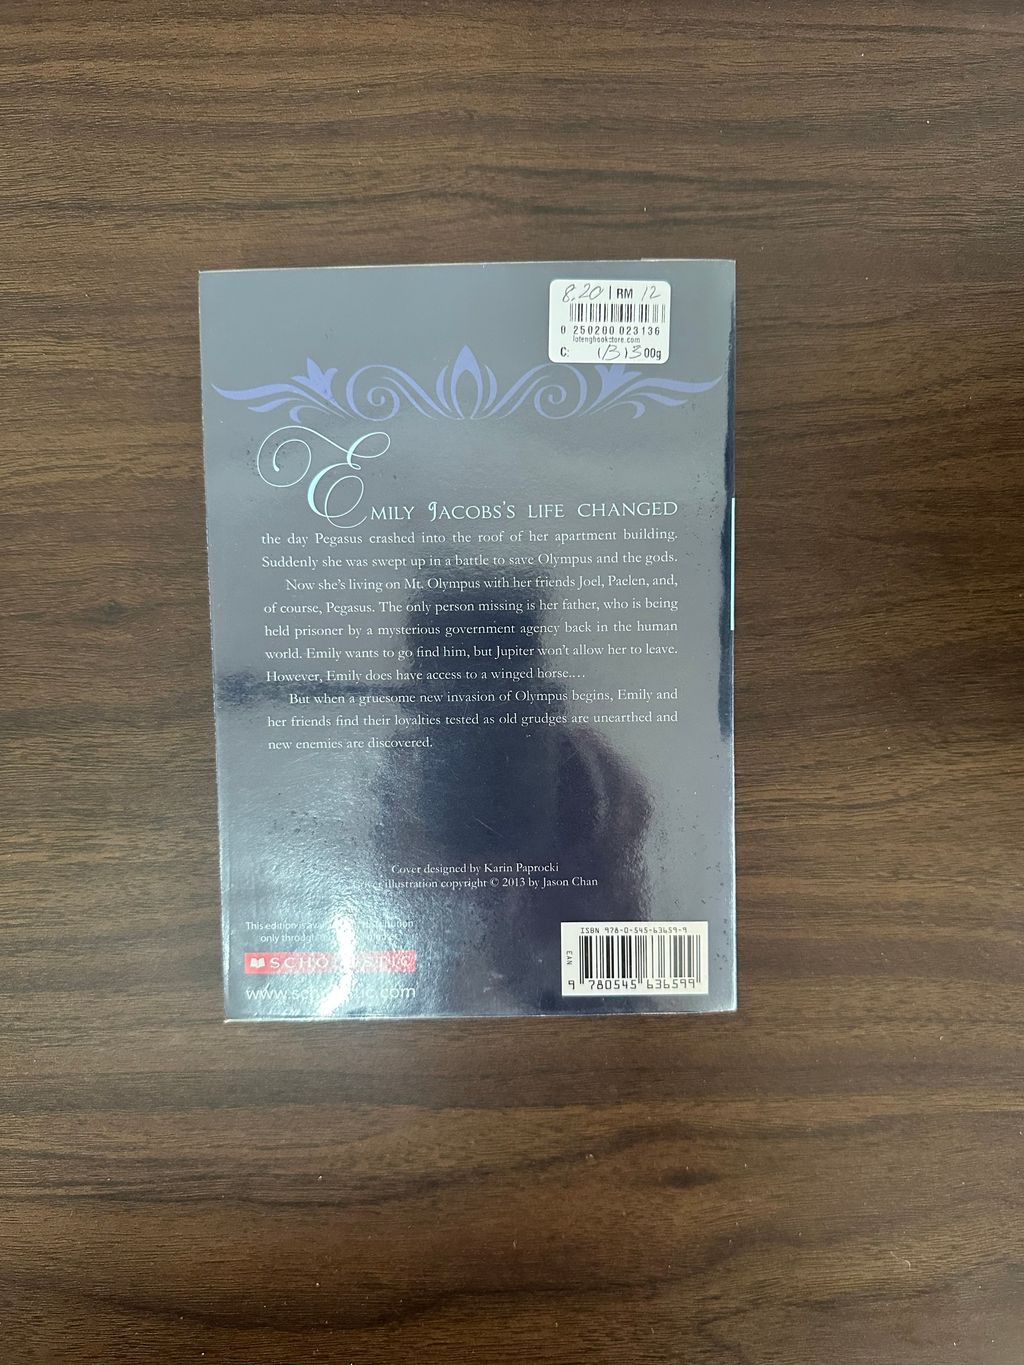 8.20 | RM 12
0 250200 023136
lotengbookstore.com
C: (B) 300g
EMILY JACOBS'S LIFE CHANGED
the day Pegasus crashed into the roof of her apartment building.
Suddenly she was swept up in a battle to save Olympus and the gods.
Now she's living on Mt. Olympus with her friends Joel, Paelen, and,
of course, Pegasus. The only person missing is her father, who is being
held prisoner by a mysterious government agency back in the human
world. Emily wants to go find him, but Jupiter won't allow her to leave.
However, Emily does have access to a winged horse....
But when a gruesome new invasion of Olympus begins, Emily and
her friends find their loyalties tested as old grudges are unearthed and
new enemies are discovered.
Cover designed by Karin Paprocki
Cover illustration copyright © 2013 by Jason Chan
This edition is available for distribution
only through
SCHOLASTIC
www.scholastic.com
ISBN 978-0-545-63659-9
EAN
9 780545 636599